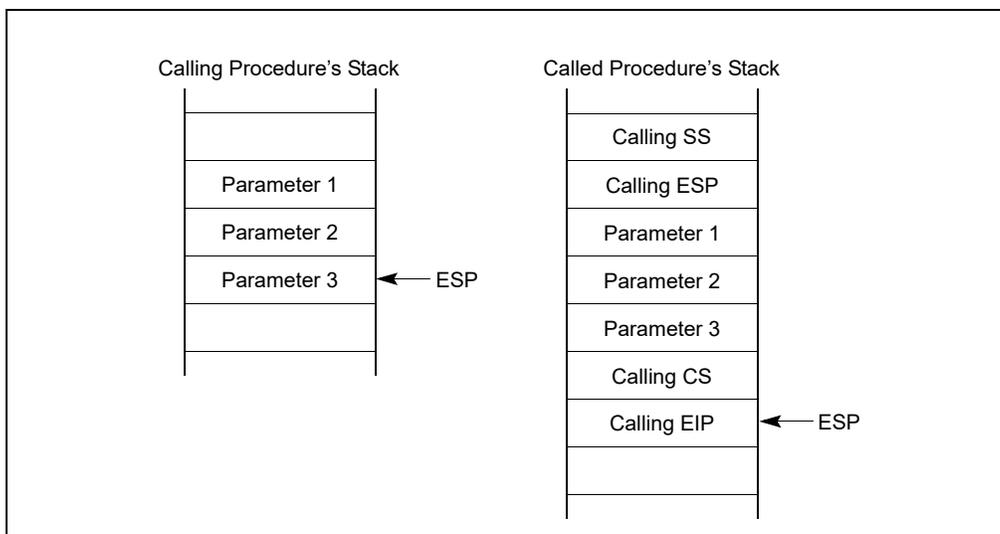 Calling Procedure’s Stack
Parameter 1
Parameter 2
Parameter 3
ESP
Called Procedure’s Stack
Calling SS
Calling ESP
Parameter 1
Parameter 2
Parameter 3
Calling CS
Calling EIP
ESP